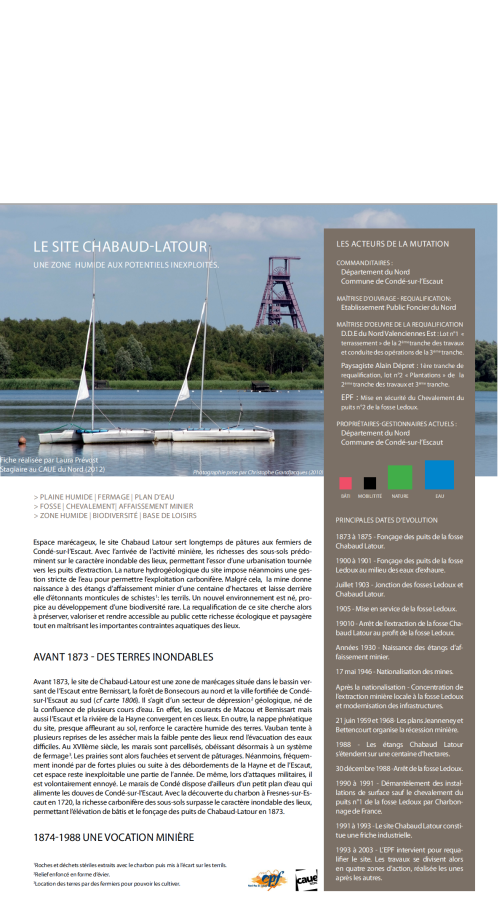 LE SITE CHABAUD-LATOUR
UNE ZONE HUMIDE AUX POTENTIELS INEXPLOITÉS.
Fiche réalisée par Laura Prévost
Stagiaire au CAUE du Nord (2012)
Photographie prise par Christophe Grandjacques (2010)
> PLAINE HUMIDE | FERMAGE | PLAN D'EAU
> FOSSE | CHEVALEMENT| AFFAISSEMENT MINIER
> ZONE HUMIDE | BIODIVERSITÉ | BASE DE LOISIRS
Espace marécageux, le site Chabaud Latour sert longtemps de pâtures aux fermiers de
Condé-sur-l'Escaut. Avec l'arrivée de l'activité minière, les richesses des sous-sols prédo-
minent sur le caractère inondable des lieux, permettant l'essor d'une urbanisation tournée
vers les puits d'extraction. La nature hydrogéologique du site impose néanmoins une ges-
tion stricte de l'eau pour permettre l'exploitation carbonifère. Malgré cela, la mine donne
naissance à des étangs d'affaissement minier d'une centaine d'hectares et laisse derrière
elle d'étonnants monticules de schistes¹: les terrils. Un nouvel environnement est né, pro-
pice au développement d'une biodiversité rare. La requalification de ce site cherche alors
à préserver, valoriser et rendre accessible au public cette richesse écologique et paysagère
tout en maîtrisant les importantes contraintes aquatiques des lieux.
AVANT 1873 - DES TERRES INONDABLES
Avant 1873, le site de Chabaud-Latour est une zone de marécages située dans le bassin ver-
sant de l'Escaut entre Bernissart, la forêt de Bonsecours au nord et la ville fortifiée de Condé-
sur-l'Escaut au sud (cf carte 1806). Il s'agit d'un secteur de dépression² géologique, né de
la confluence de plusieurs cours d'eau. En effet, les courants de Macou et Bernissart mais
aussi l'Escaut et la rivière de la Hayne convergent en ces lieux. En outre, la nappe phréatique
du site, presque affleurant au sol, renforce le caractère humide des terres. Vauban tente à
plusieurs reprises de les assécher mais la faible pente des lieux rend l'évacuation des eaux
difficiles. Au XVIIème siècle, les marais sont parcellisés, obéissant désormais à un système
de fermage³. Les prairies sont alors fauchées et servent de pâturages. Néanmoins, fréquem-
ment inondé par de fortes pluies ou suite à des débordements de la Hayne et de l'Escaut,
cet espace reste inexploitable une partie de l'année. De même, lors d'attaques militaires, il
est volontairement ennoyé. Le marais de Condé dispose d'ailleurs d'un petit plan d'eau qui
alimente les douves de Condé-sur-l'Escaut. Avec la découverte du charbon à Fresnes-sur-Es-
caut en 1720, la richesse carbonifère des sous-sols surpasse le caractère inondable des lieux,
permettant l'élévation de bâtis et le fonçage des puits de Chabaud-Latour en 1873.
1874-1988 UNE VOCATION MINIÈRE
¹Roches et déchets stériles extraits avec le charbon puis mis à l'écart sur les terrils.
²Relief enfoncé en forme d'évier.
³Location des terres par des fermiers pour pouvoir les cultiver.
epf
caue
LES ACTEURS DE LA MUTATION
COMMANDITAIRES :
Département du Nord
Commune de Condé-sur-l'Escaut
MAÎTRISE D'OUVRAGE - REQUALIFICATION:
Etablissement Public Foncier du Nord
MAÎTRISE D'OEUVRE DE LA REQUALIFICATION
D.D.E du Nord Valenciennes Est : Lot n°1 «
terrassement » de la 2ème tranche des travaux
et conduite des opérations de la 3ème tranche.
Paysagiste Alain Dépret : 1ère tranche de
requalification, lot n°2 « Plantations » de la
2ème tranche des travaux et 3ème tranche.
EPF : Mise en sécurité du Chevalement du
puits n°2 de la fosse Ledoux.
PROPRIÉTAIRES-GESTIONNAIRES ACTUELS :
Département du Nord
Commune de Condé-sur-l'Escaut
BÂTI MOBILITITÉ NATURE EAU
PRINCIPALES DATES D'EVOLUTION
1873 à 1875 - Fonçage des puits de la fosse
Chabaud Latour.
1900 à 1901 - Fonçage des puits de la fosse
Ledoux au milieu des eaux d'exhaure.
Juillet 1903 - Jonction des fosses Ledoux et
Chabaud Latour.
1905 - Mise en service de la fosse Ledoux.
19010 - Arrêt de l'extraction de la fosse Cha-
baud Latour au profit de la fosse Ledoux.
Années 1930 - Naissance des étangs d'af-
faissement minier.
17 mai 1946 - Nationalisation des mines.
Après la nationalisation - Concentration de
l'extraction minière locale à la fosse Ledoux
et modernisation des infrastructures.
21 juin 1959 et 1968- Les plans Jeanneney et
Bettencourt organise la récession minière.
1988 - Les étangs Chabaud Latour
s'étendent sur une centaine d'hectares.
30 décembre 1988 -Arrêt de la fosse Ledoux.
1990 à 1991 - Démantèlement des instal-
lations de surface sauf le chevalement du
puits n°1 de la fosse Ledoux par Charbon-
nage de France.
1991 à 1993 - Le site Chabaud Latour consti-
tue une friche industrielle.
1993 à 2003 - L'EPF intervient pour requa-
lifier le site. Les travaux se divisent alors
en quatre zones d'action, réalisée les unes
après les autres.